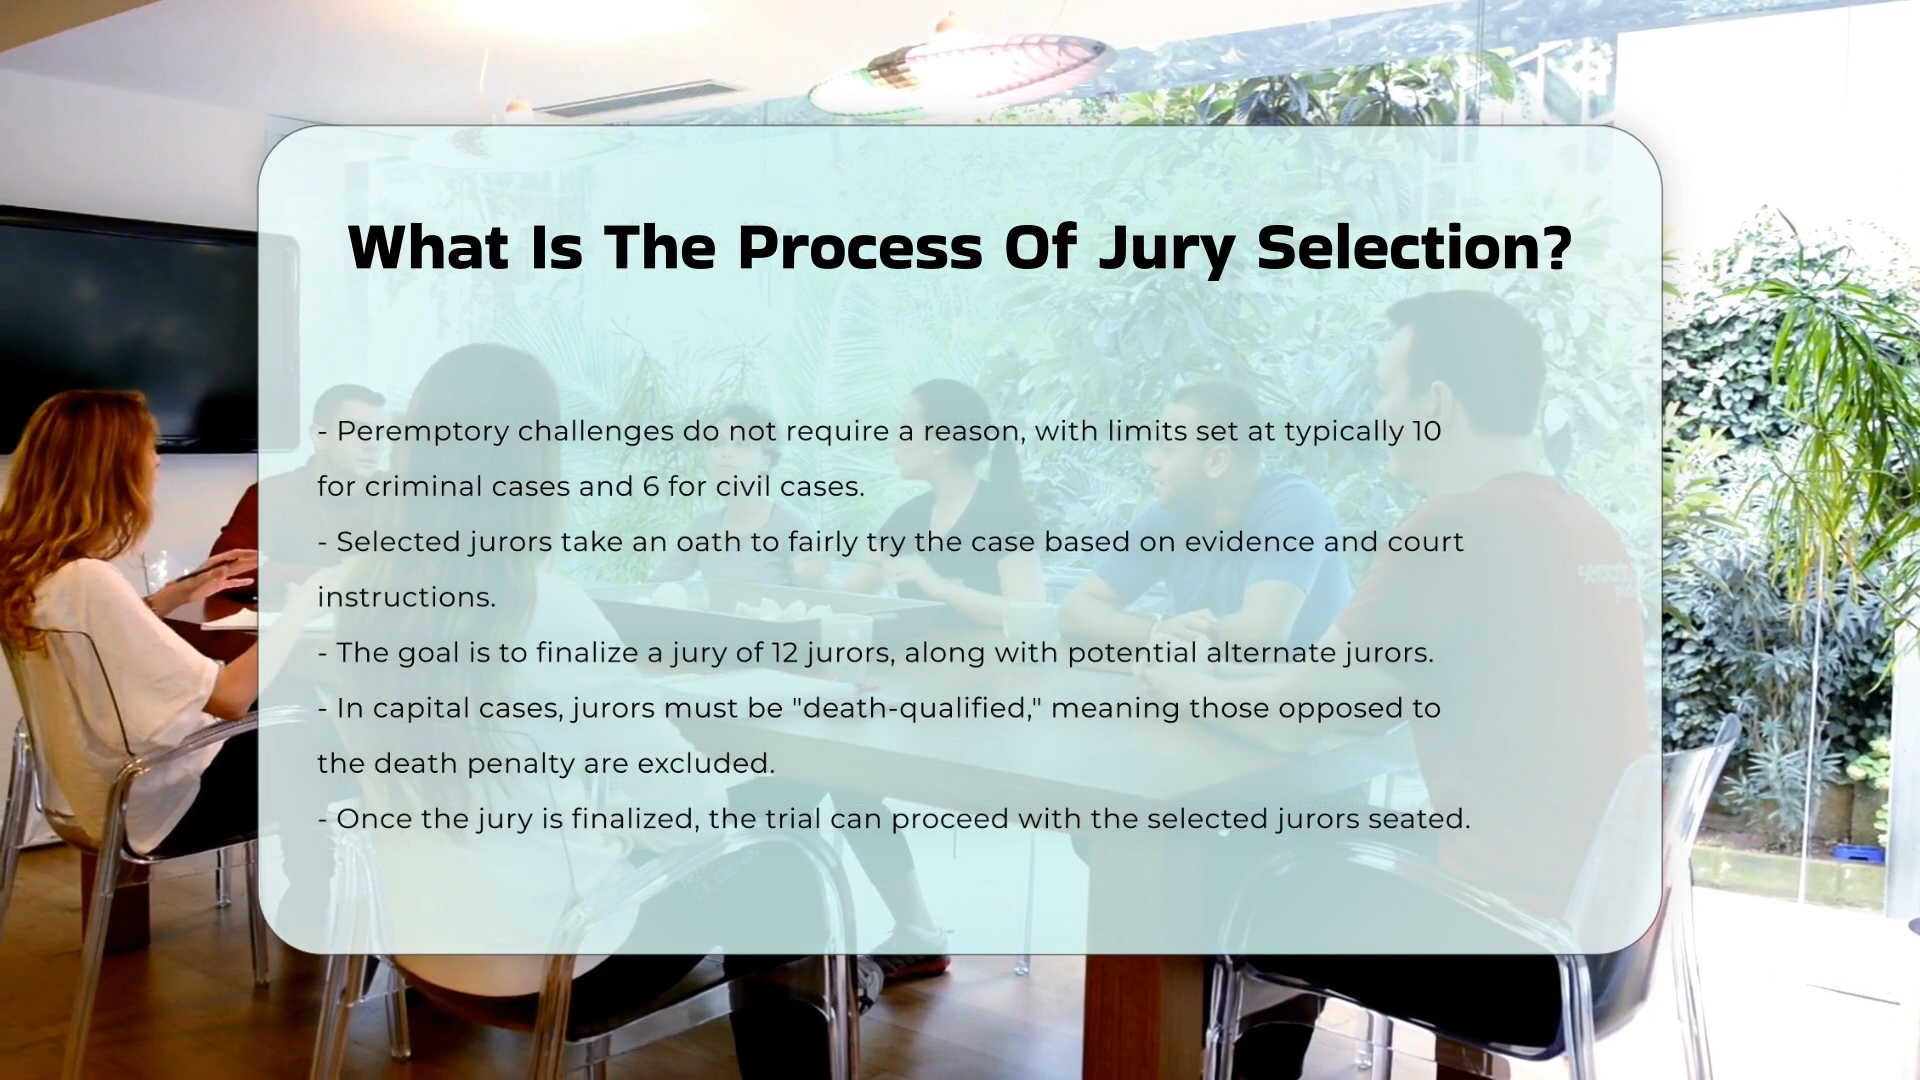 What Is The Process Of Jury Selection?
- Peremptory challenges do not require a reason, with limits set at typically 10
for criminal cases and 6 for civil cases.
- Selected jurors take an oath to fairly try the case based on evidence and court
instructions.
- The goal is to finalize a jury of 12 jurors, along with potential alternate jurors.
- In capital cases, jurors must be "death-qualified," meaning those opposed to
the death penalty are excluded.
- Once the jury is finalized, the trial can proceed with the selected jurors seated.